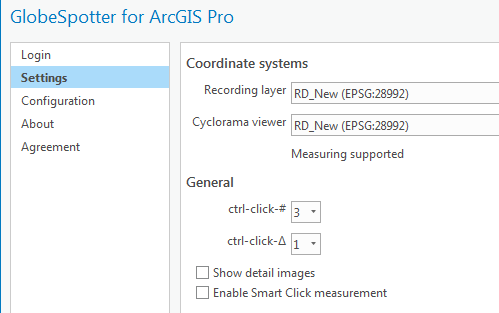 GlobeSpotter for ArcGIS Pro
Login
Settings
Configuration
About
Agreement
Coordinate systems
Recording layer RD_New (EPSG:28992)
Cyclorama viewer RD_New (EPSG:28992)
Measuring supported
General
ctrl-click-# 3
ctrl-click-Δ 1
Show detail images
Enable Smart Click measurement